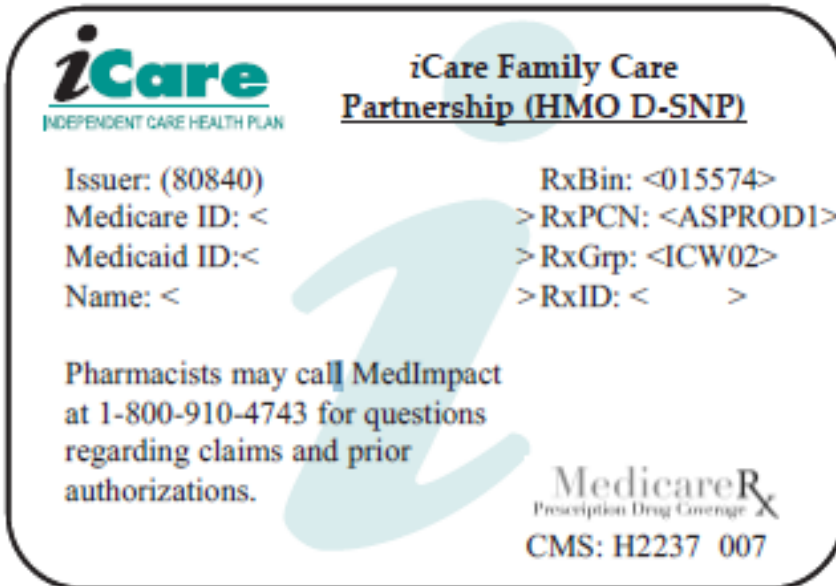 iCare
INDEPENDENT CARE HEALTH PLAN
iCare Family Care
Partnership (HMO D-SNP)
Issuer: (80840)
Medicare ID: < >
Medicaid ID:< >
Name: < >
RxBin: <015574>
RxPCN: <ASPROD1>
RxGrp: <ICW02>
RxID: < >
Pharmacists may call MedImpact
at 1-800-910-4743 for questions
regarding claims and prior
authorizations.
MedicareRx
Prescription Drug Coverage
CMS: H2237 007